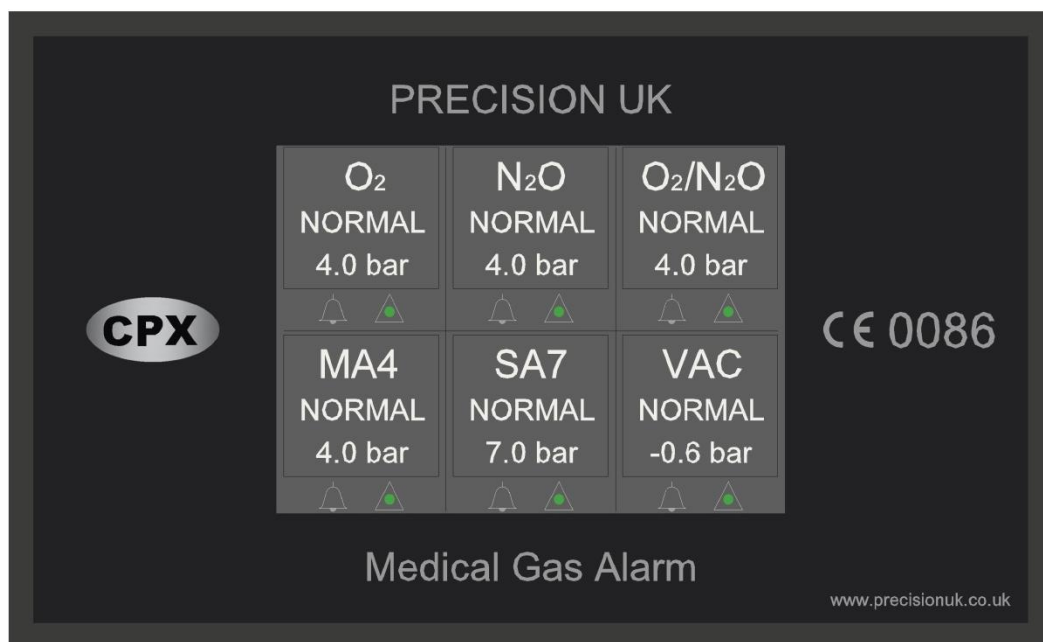 PRECISION UK
O₂
NORMAL
4.0 bar
N₂O
NORMAL
4.0 bar
O₂/N₂O
NORMAL
4.0 bar
CPX
CE 0086
MA4
NORMAL
4.0 bar
SA7
NORMAL
7.0 bar
VAC
NORMAL
-0.6 bar
Medical Gas Alarm
www.precisionuk.co.uk